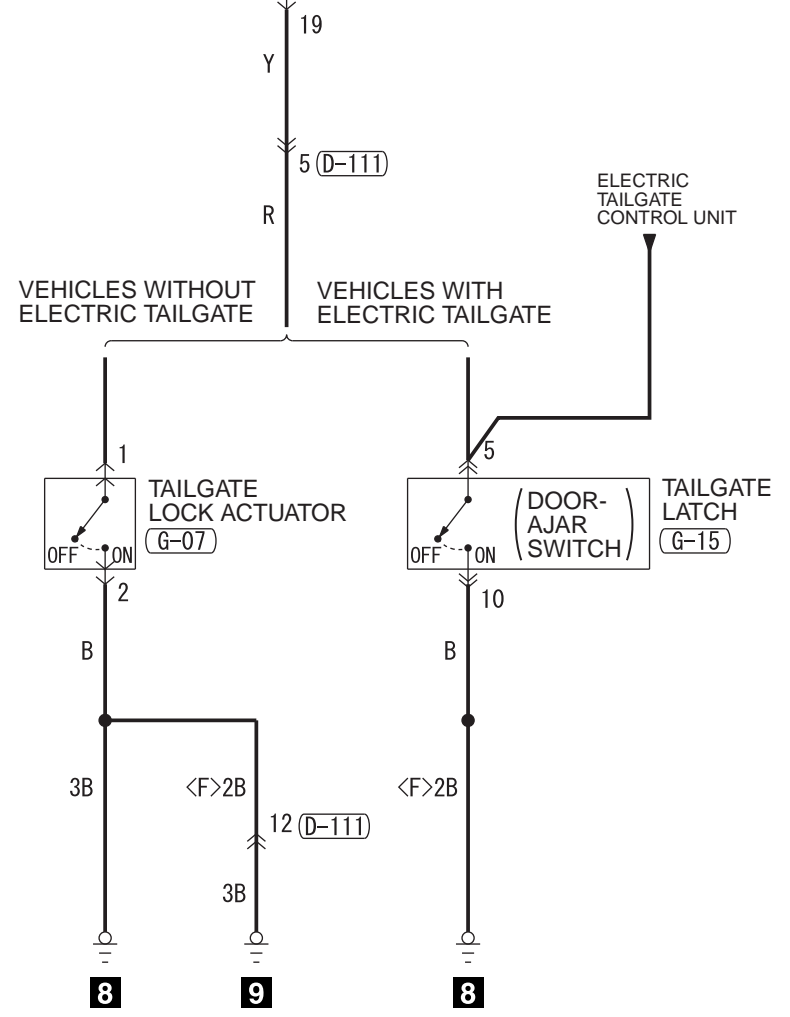 19
Y
5 (D-111)
R
ELECTRIC
TAILGATE
CONTROL UNIT
VEHICLES WITHOUT
ELECTRIC TAILGATE
VEHICLES WITH
ELECTRIC TAILGATE
1
5
TAILGATE
LOCK ACTUATOR
G-07
OFF ON
2
(DOOR-
AJAR
SWITCH)
TAILGATE
LATCH
G-15
OFF ON
10
B
B
3B
<F>2B
<F>2B
12 (D-111)
3B
8
9
8